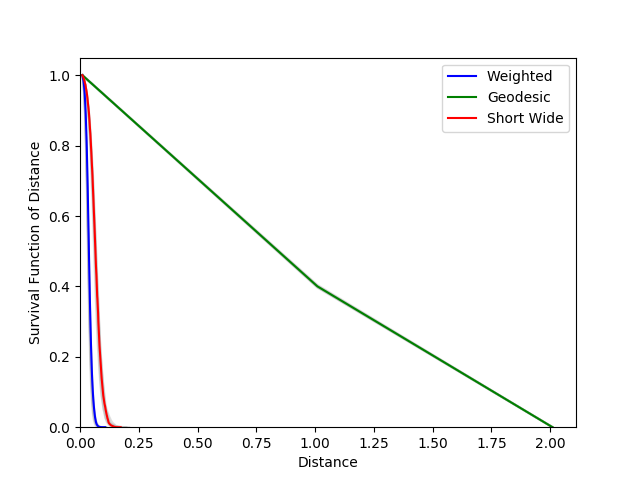 Weighted
Geodesic
Short Wide
Survival Function of Distance
1.0
0.8
0.6
0.4
0.2
0.0
0.00 0.25 0.50 0.75 1.00 1.25 1.50 1.75 2.00
Distance